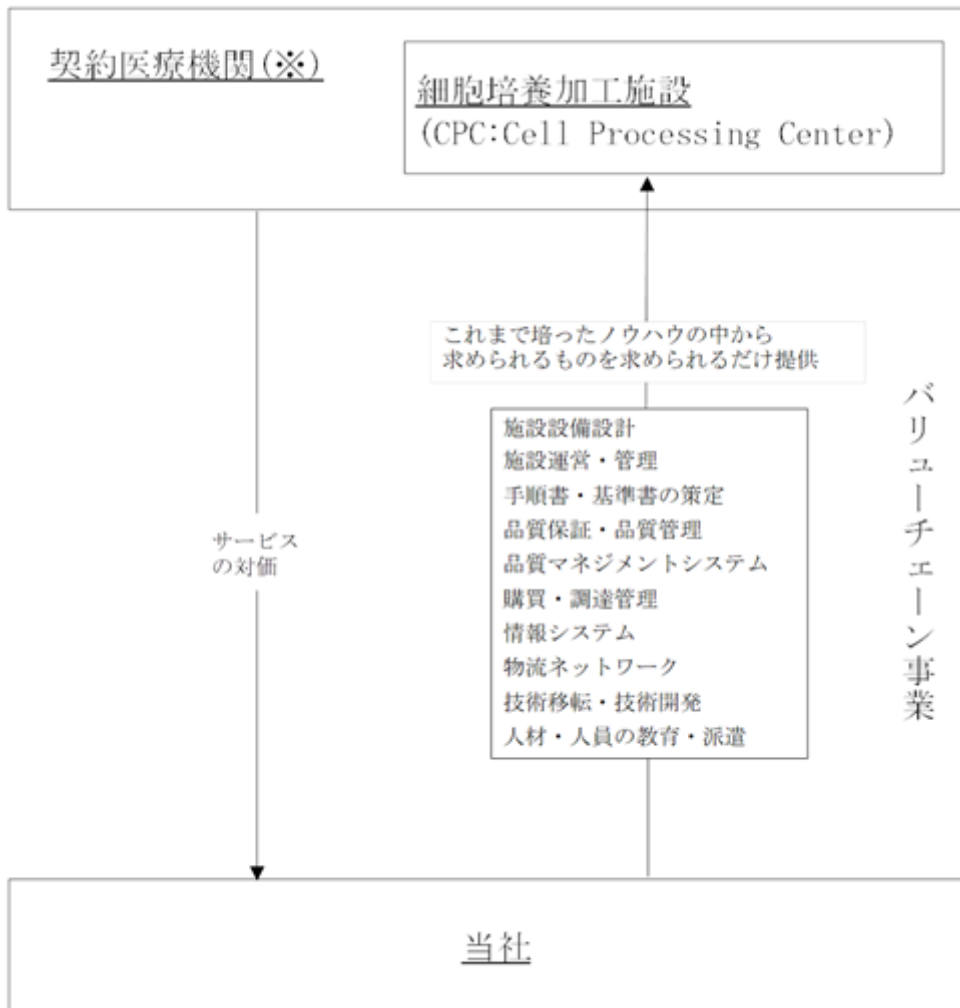 契約医療機関(※)
細胞培養加工施設
(CPC:Cell Processing Center)
これまで培ったノウハウの中から
求められるものを求められるだけ提供
施設設備設計
施設運営・管理
手順書・基準書の策定
品質保証・品質管理
品質マネジメントシステム
購買・調達管理
情報システム
物流ネットワーク
技術移転・技術開発
人材・人員の教育・派遣
サービス
の対価
バリューチェーン事業
当社